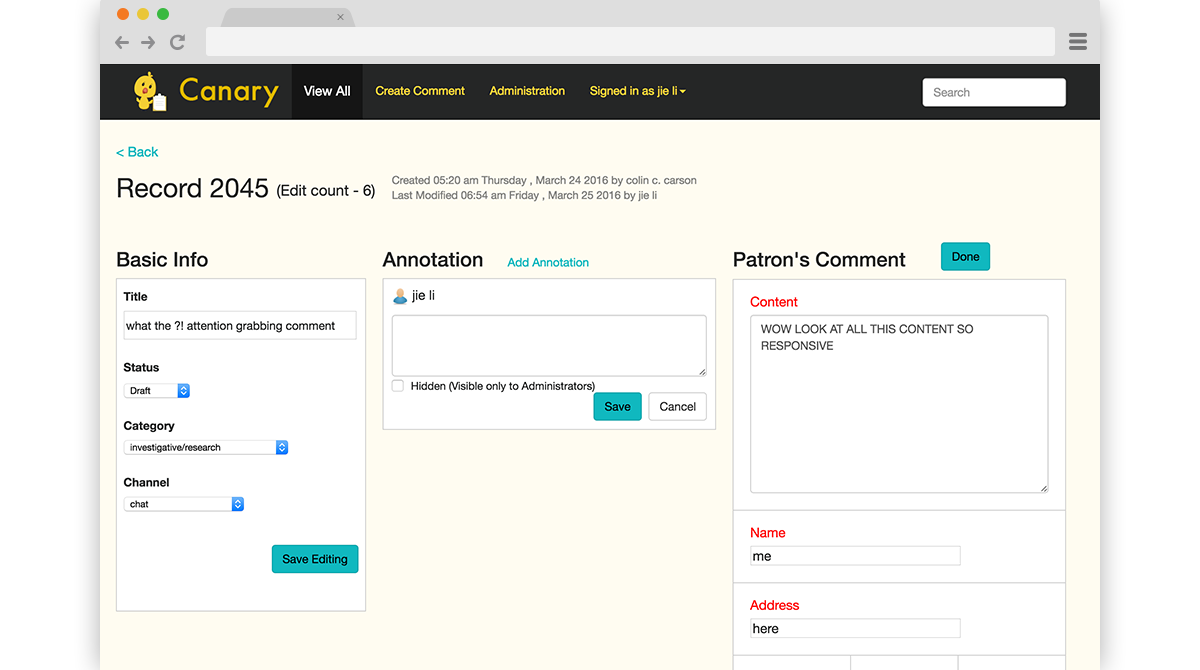 Canary
View All
Create Comment
Administration
Signed in as jie li
Search
< Back
Record 2045 (Edit count - 6)
Created 05:20 am Thursday , March 24 2016 by colin c. carson
Last Modified 06:54 am Friday , March 25 2016 by jie li
Basic Info
Title
what the ?! attention grabbing comment
Status
Draft
Category
investigative/research
Channel
chat
Save Editing
Annotation
Add Annotation
jie li
Hidden (Visible only to Administrators)
Save
Cancel
Patron's Comment
Done
Content
WOW LOOK AT ALL THIS CONTENT SO
RESPONSIVE
Name
me
Address
here